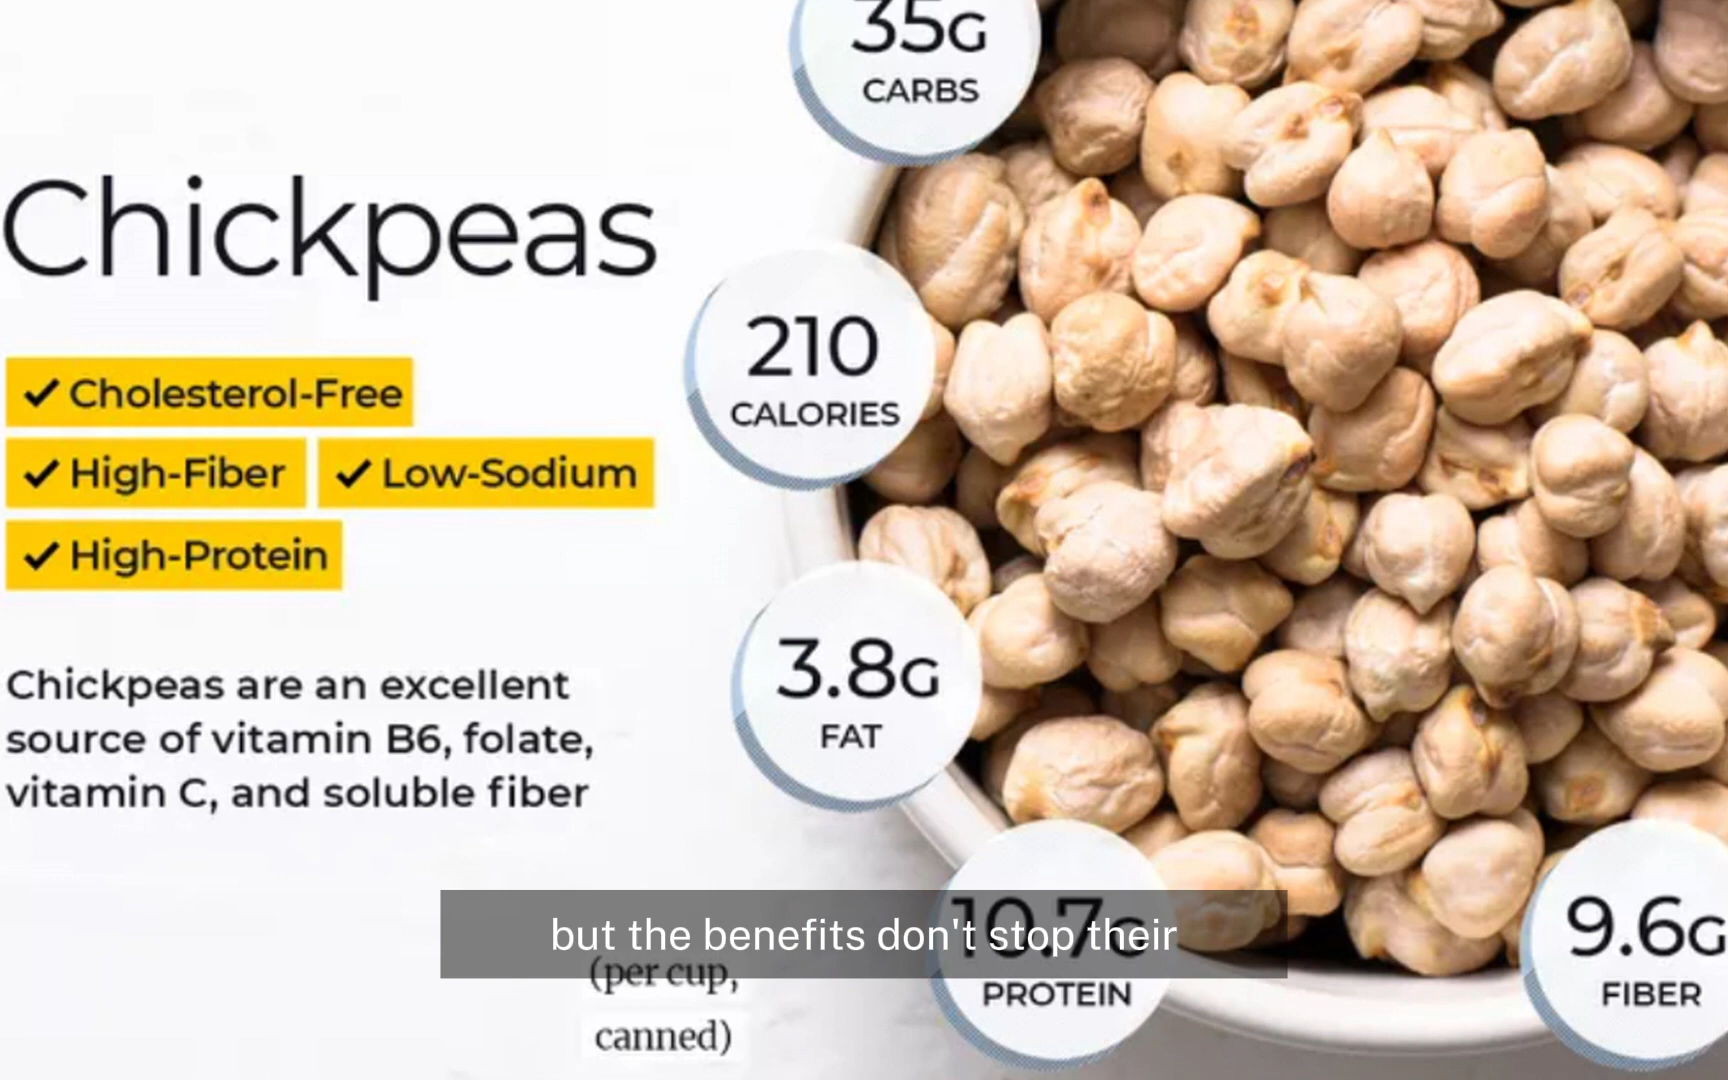 35G
CARBS
Chickpeas
210
CALORIES
✓ Cholesterol-Free
✓ High-Fiber ✓ Low-Sodium
✓ High-Protein
3.8G
FAT
Chickpeas are an excellent
source of vitamin B6, folate,
vitamin C, and soluble fiber
10.7G
PROTEIN
9.6G
FIBER
but the benefits don't stop their
(per cup,
canned)